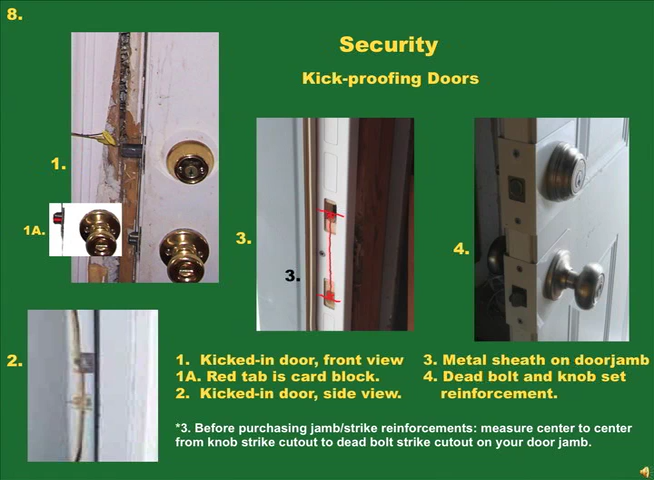 8.
Security
Kick-proofing Doors
1.
1A.
3.
3.
4.
2.
1.  Kicked-in door, front view
1A. Red tab is card block.
2.  Kicked-in door, side view.
3. Metal sheath on doorjamb
4. Dead bolt and knob set
reinforcement.
*3. Before purchasing jamb/strike reinforcements: measure center to center
from knob strike cutout to dead bolt strike cutout on your door jamb.